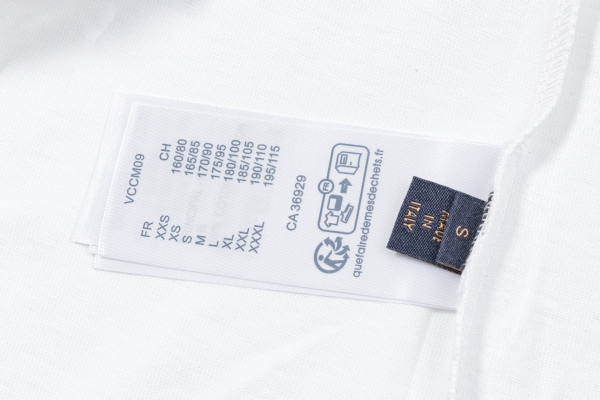 VCCM09
FR CH
XXS 160/80
XS 165/85
S 170/90
M 175/95
L 180/100
XL 185/105
XXL 190/110
XXXL 195/115
CA 36929
FR
quefairedemesdechets.fr
MADE
IN
ITALY
S